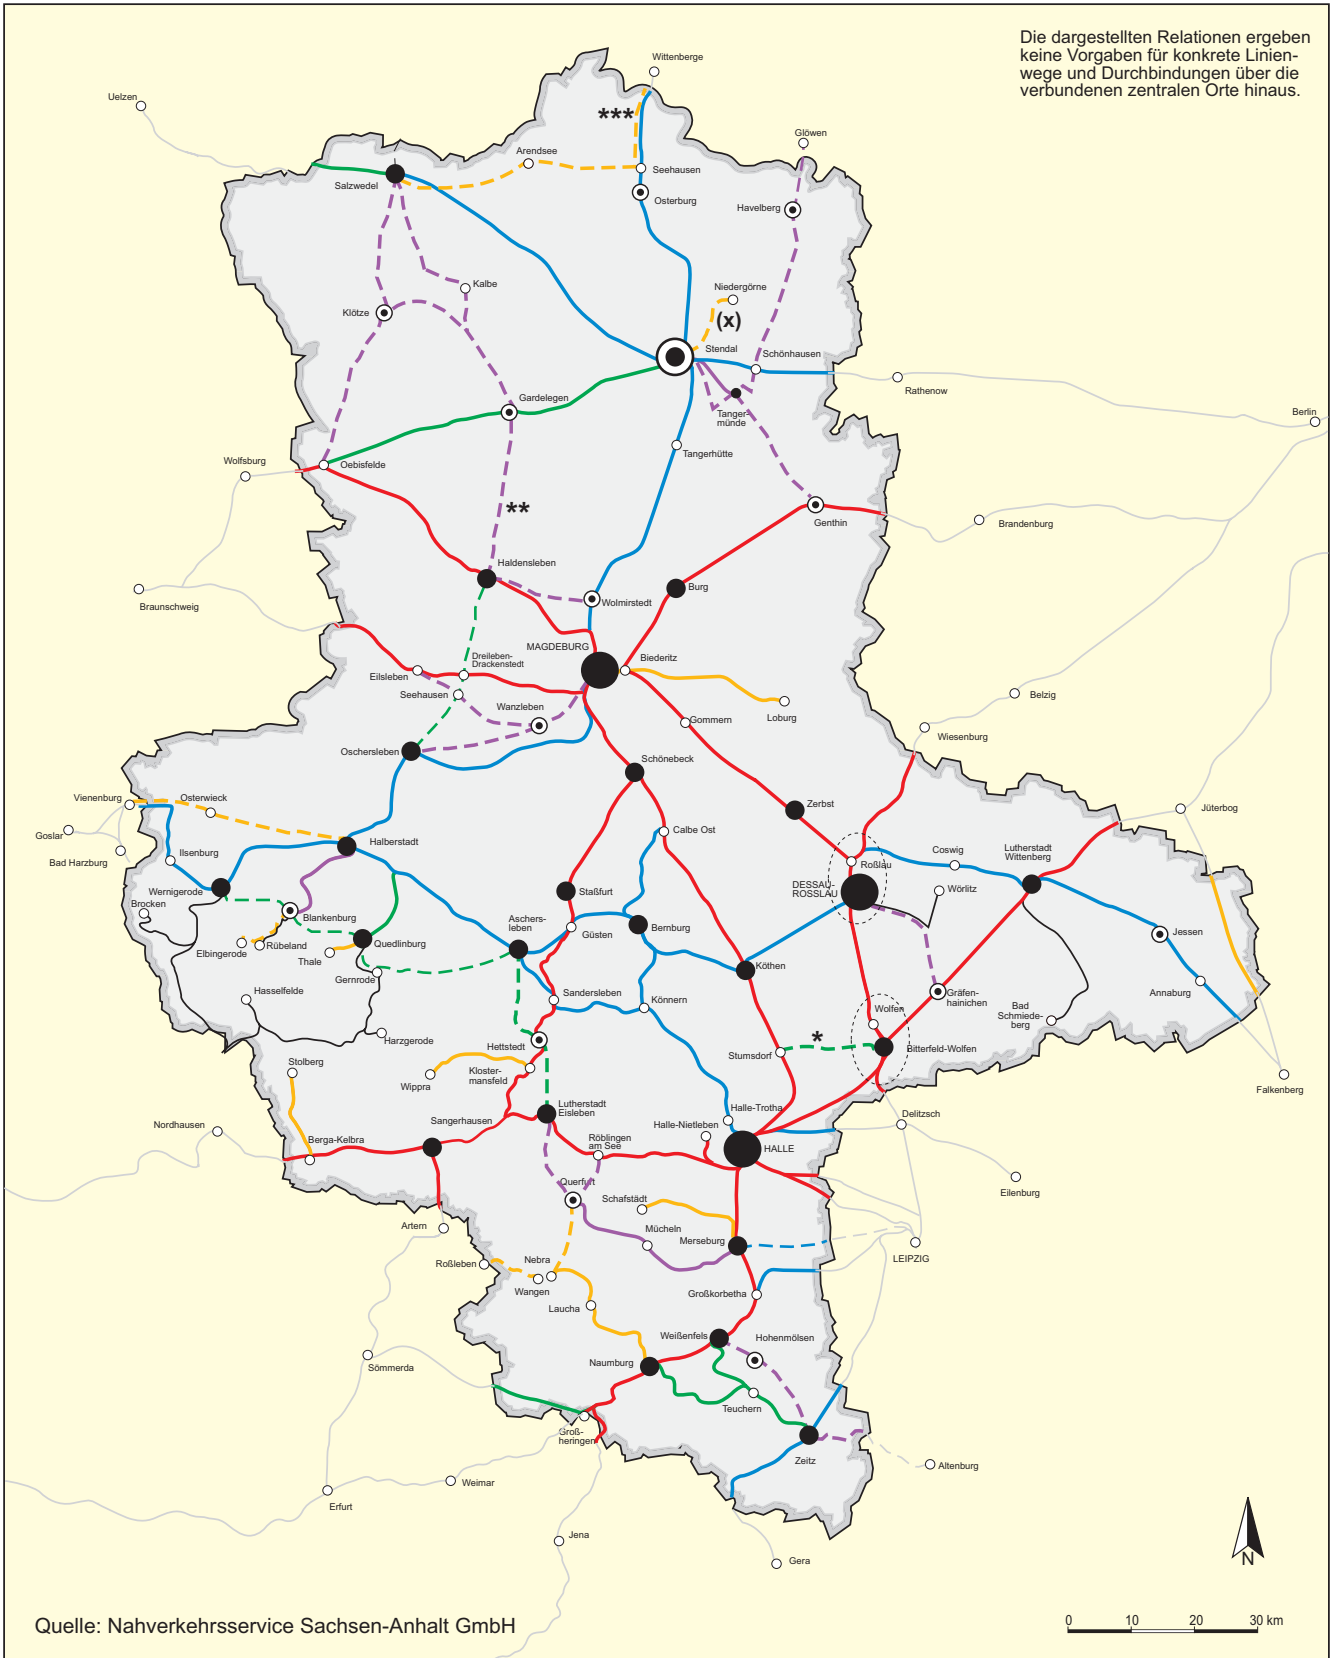 Die dargestellten Relationen ergeben
keine Vorgaben für konkrete Linien-
wege und Durchbindungen über die
verbundenen zentralen Orte hinaus.
Wittenberge
Uelzen
***
Glöwen
Arendsee
Seehausen
Salzwedel
Osterburg
Havelberg
Kalbe
Niedergörne
Klötze
(x)
Stendal
Schönhausen
Rathenow
Gardelegen
Berlin
Tanger-
münde
Tangerhütte
Wolfsburg
Oebisfelde
**
Genthin
Brandenburg
Haldensleben
Burg
Wolmirstedt
Braunschweig
MAGDEBURG
Biederitz
Dreileben-
Drackenstedt
Eilsleben
Seehausen
Wanzleben
Loburg
Belzig
Gommern
Wiesenburg
Oschersleben
Schönebeck
Vienenburg
Osterwieck
Zerbst
Jüterbog
Goslar
Calbe Ost
Halberstadt
Bad Harzburg
Ilsenburg
Coswig
Lutherstadt
Wittenberg
Roßlau
DESSAU-
ROSSLAU
Wörlitz
Wernigerode
Staßfurt
Brocken
Blankenburg
Aschers-
leben
Güsten
Bernburg
Jessen
Elbingerode
Rübeland
Quedlinburg
Thale
Gernrode
Köthen
Hasselfelde
Sandersleben
Könnern
Gräfen-
hainichen
Annaburg
Wolfen
Bad
Schmiede-
berg
Harzgerode
Hettstedt
Stumsdorf
*
Bitterfeld-Wolfen
Stolberg
Kloster-
mansfeld
Wippra
Falkenberg
Lutherstadt
Eisleben
Halle-Trotha
Delitzsch
Sangerhausen
Halle-Nietleben
Nordhausen
Berga-Kelbra
Röblingen
am See
HALLE
Eilenburg
Querfurt
Schafstädt
Artern
Mücheln
Merseburg
LEIPZIG
Roßleben
Nebra
Wangen
Laucha
Großkorbetha
Weißenfels
Hohenmölsen
Sömmerda
Naumburg
Teuchern
Groß-
heringen
Zeitz
Altenburg
Weimar
Erfurt
Jena
Gera
N
Quelle: Nahverkehrsservice Sachsen-Anhalt GmbH
0 10 20 30 km